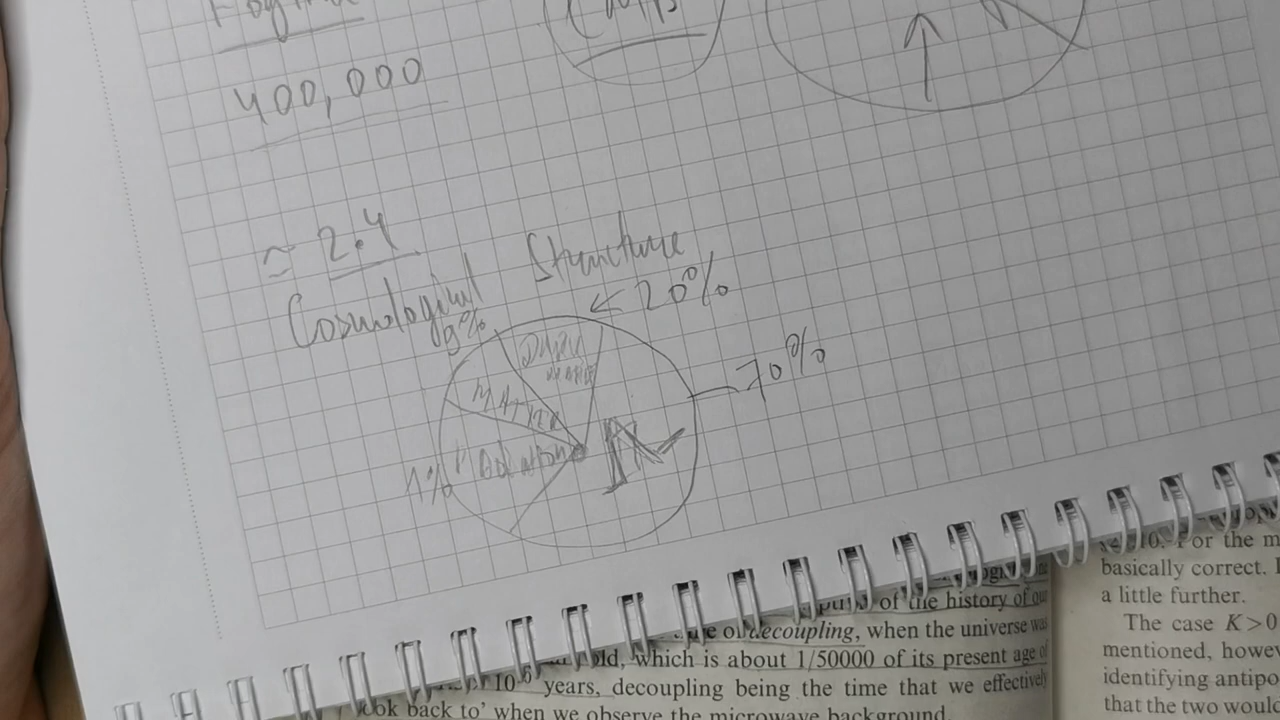 400,000
≃ 2.4
Cosmological Structure
20%
9%
70%
MATTER
1%
of the history of our
decoupling, when the universe was
old, which is about 1/50000 of its present age of
years, decoupling being the time that we effectively
look back to' when we observe the microwave background.
For the m
basically correct. I
a little further.
The case K>0
mentioned, howev
identifying antipo
that the two would